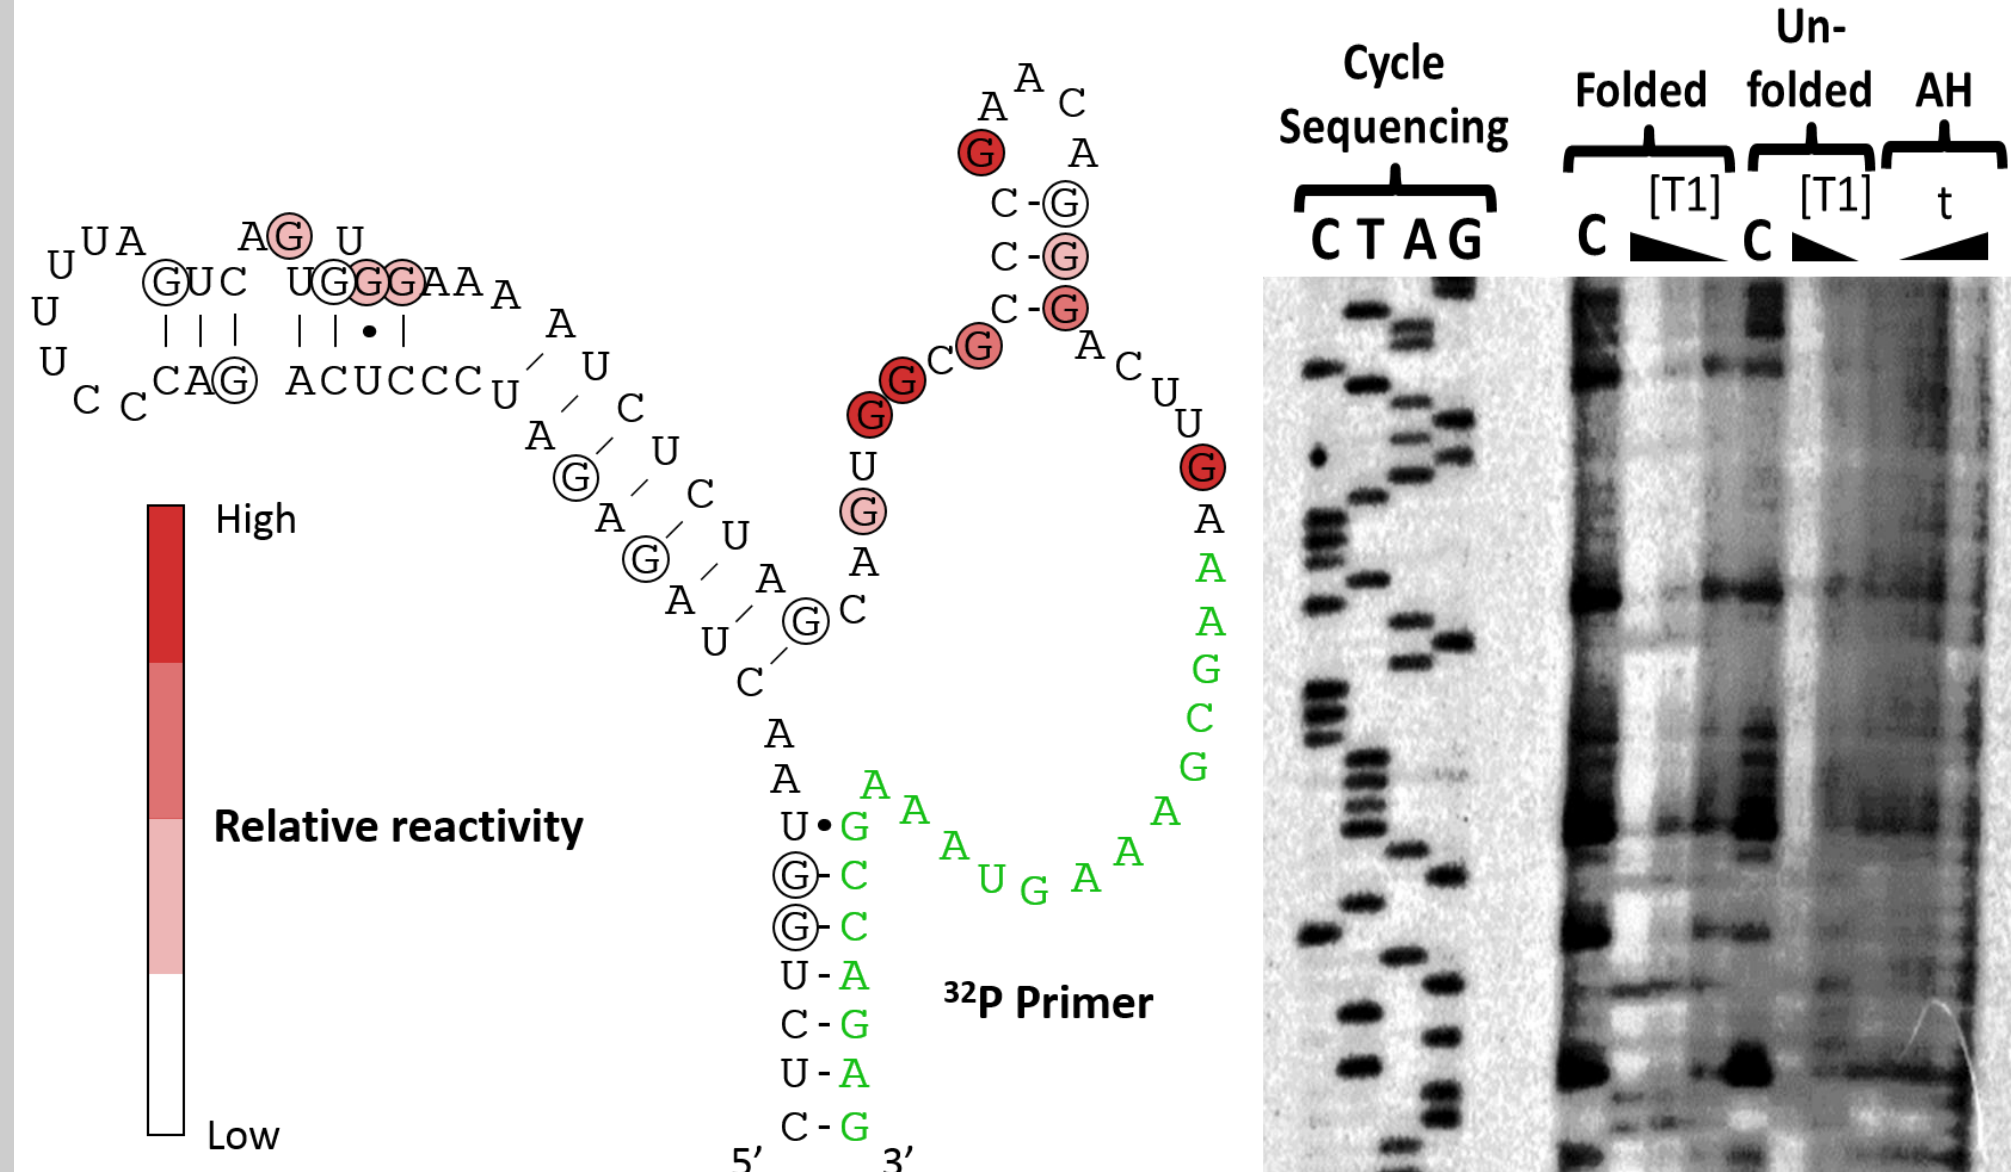 Un-
Cycle
Sequencing
Folded
folded
AH
[T1]
[T1]
t
C T A G
C
C
A
A
C
G
A
C - G
C - G
C - G
A
C
U
U
G
A
A
A
G
C
G
A
A
A
G
U
A
A
A
G
C
G
G
U
G
A
C
U U A
A G U
U
U
U
C C
G U C
U G G G A A A
C A G
A C U C C C U
A
U
C
U
C
U
A
G
A
G
A
G
A
U
C
A
A
U • G
G - C
G - C
U - A
C - G
U - A
C - G
5′ 3′
High
Relative reactivity
Low
32P Primer